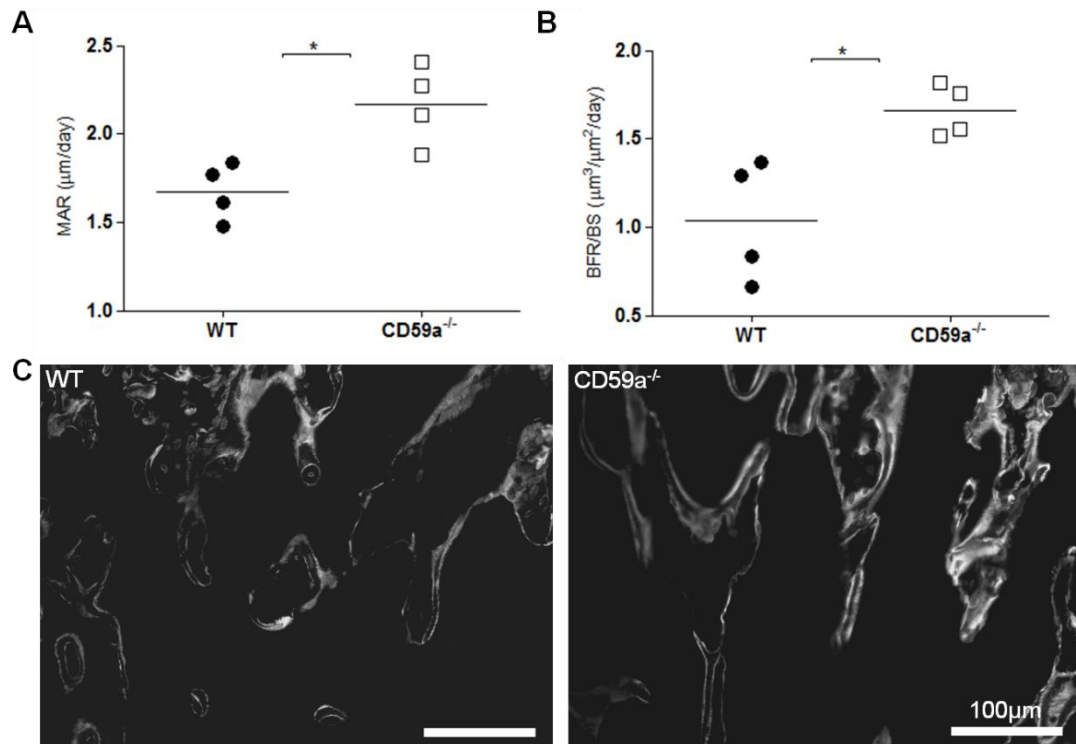 A
MAR (µm/day)
2.5
2.0
1.5
1.0
*
WT
CD59a-/-
B
BFR/BS (µm³/µm²/day)
2.0
1.5
1.0
0.5
*
WT
CD59a-/-
C
WT
CD59a-/-
100µm